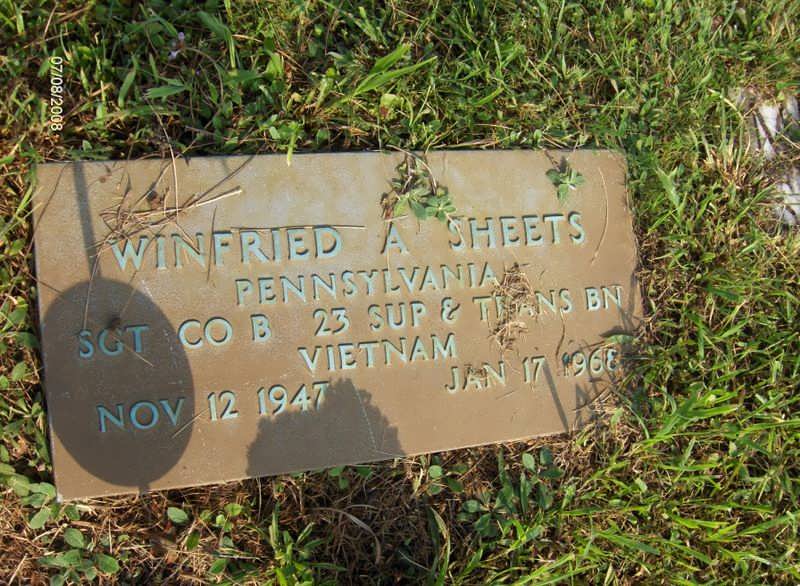 07/08/2008
WINFRIED A SHEETS
PENNSYLVANIA
SGT CO B 23 SUP & TRANS BN
VIETNAM
NOV 12 1947 JAN 17 1968